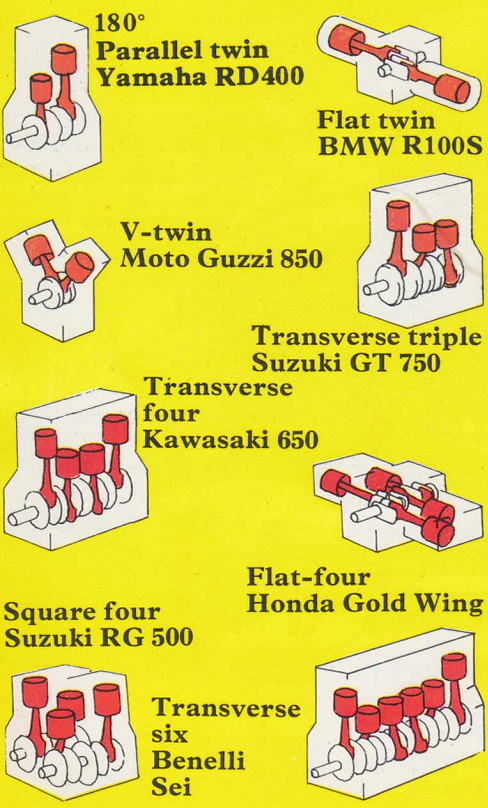 180°
Parallel twin
Yamaha RD400
Flat twin
BMW R100S
V-twin
Moto Guzzi 850
Transverse triple
Suzuki GT 750
Transverse
four
Kawasaki 650
Flat-four
Honda Gold Wing
Square four
Suzuki RG 500
Transverse
six
Benelli
Sei